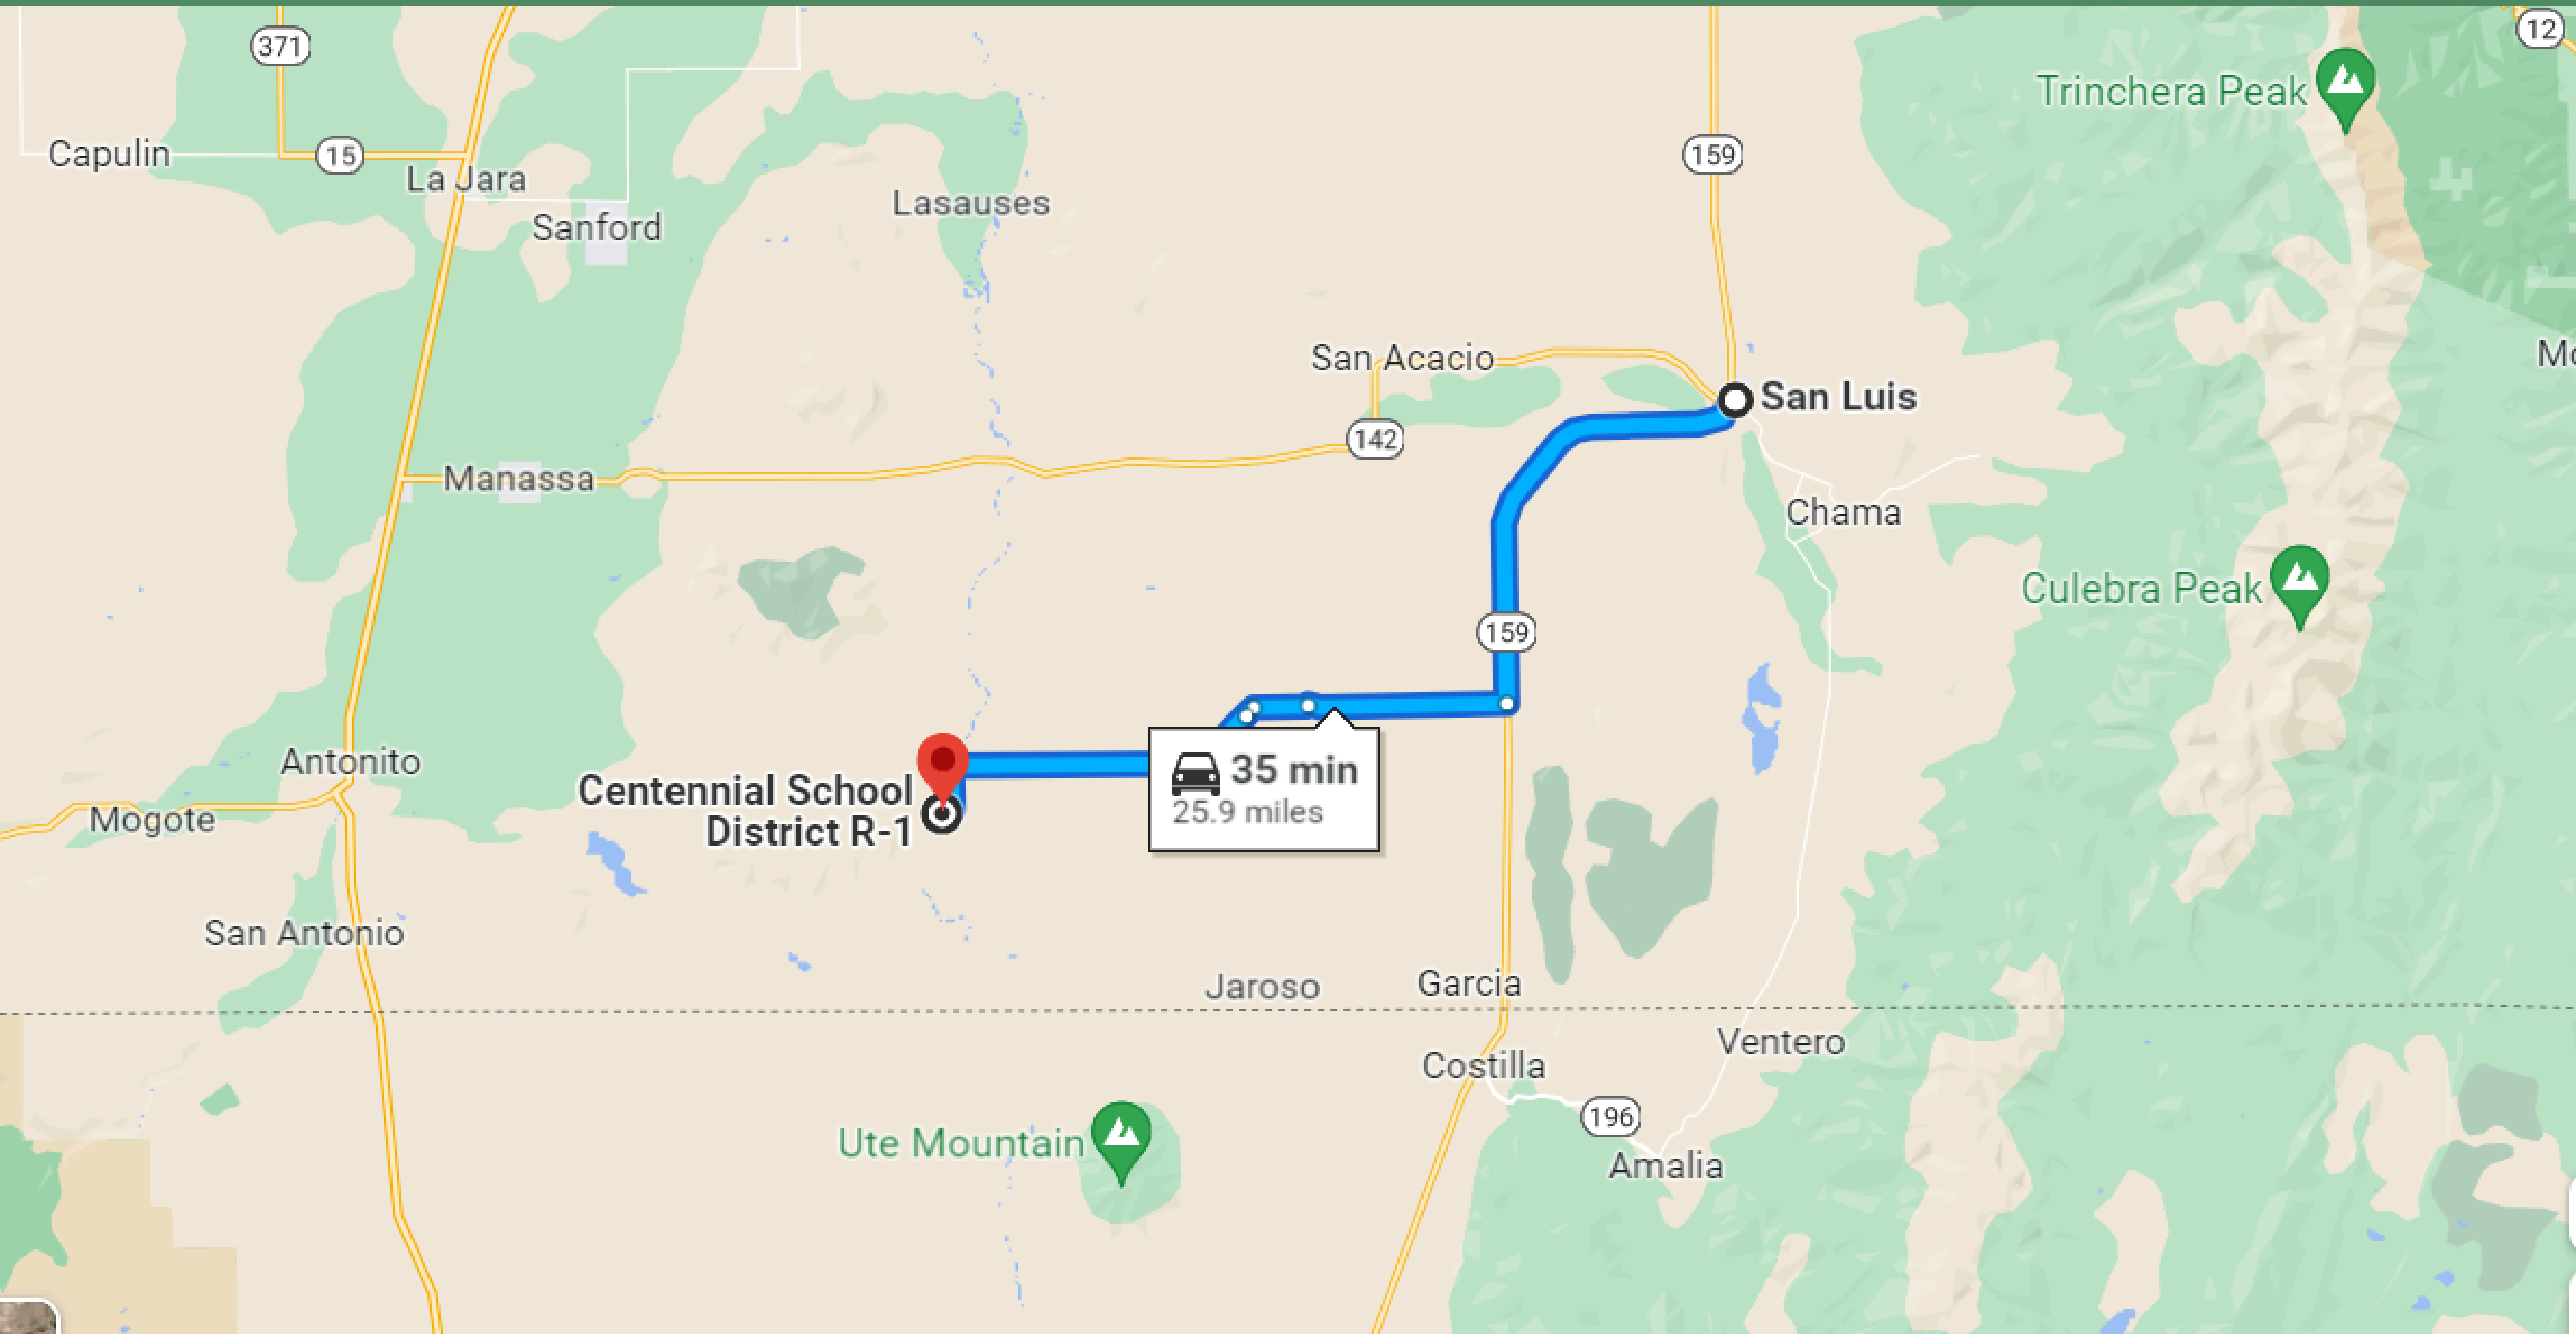 371
12
Trinchera Peak
Capulin
15
159
La Jara
Lasauses
Sanford
San Acacio
San Luis
142
Manassa
Chama
Culebra Peak
159
Antonito
35 min
Centennial School
District R-1
25.9 miles
Mogote
San Antonio
Jaroso
Garcia
Ventero
Costilla
196
Ute Mountain
Amalia